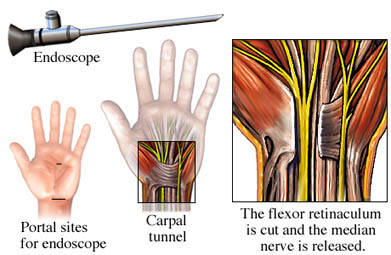 Endoscope
Portal sites
for endoscope
Carpal
tunnel
The flexor retinaculum
is cut and the median
nerve is released.